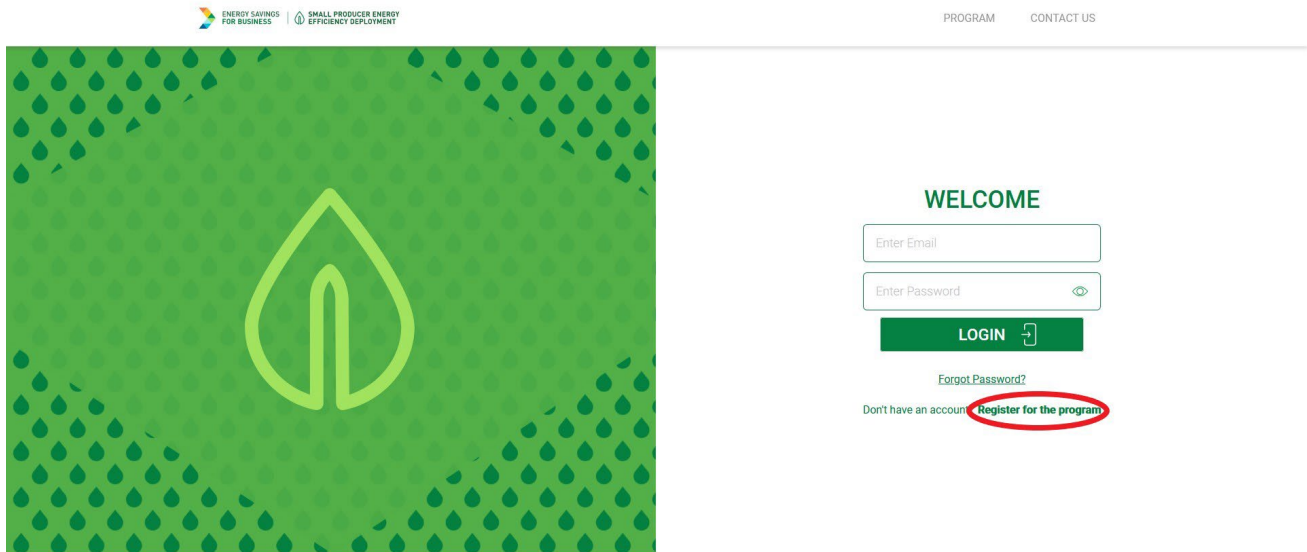 ENERGY SAVINGS
FOR BUSINESS
SMALL PRODUCER ENERGY
EFFICIENCY DEPLOYMENT
PROGRAM
CONTACT US
WELCOME
Enter Email
Enter Password
LOGIN
Forgot Password?
Don't have an account Register for the program